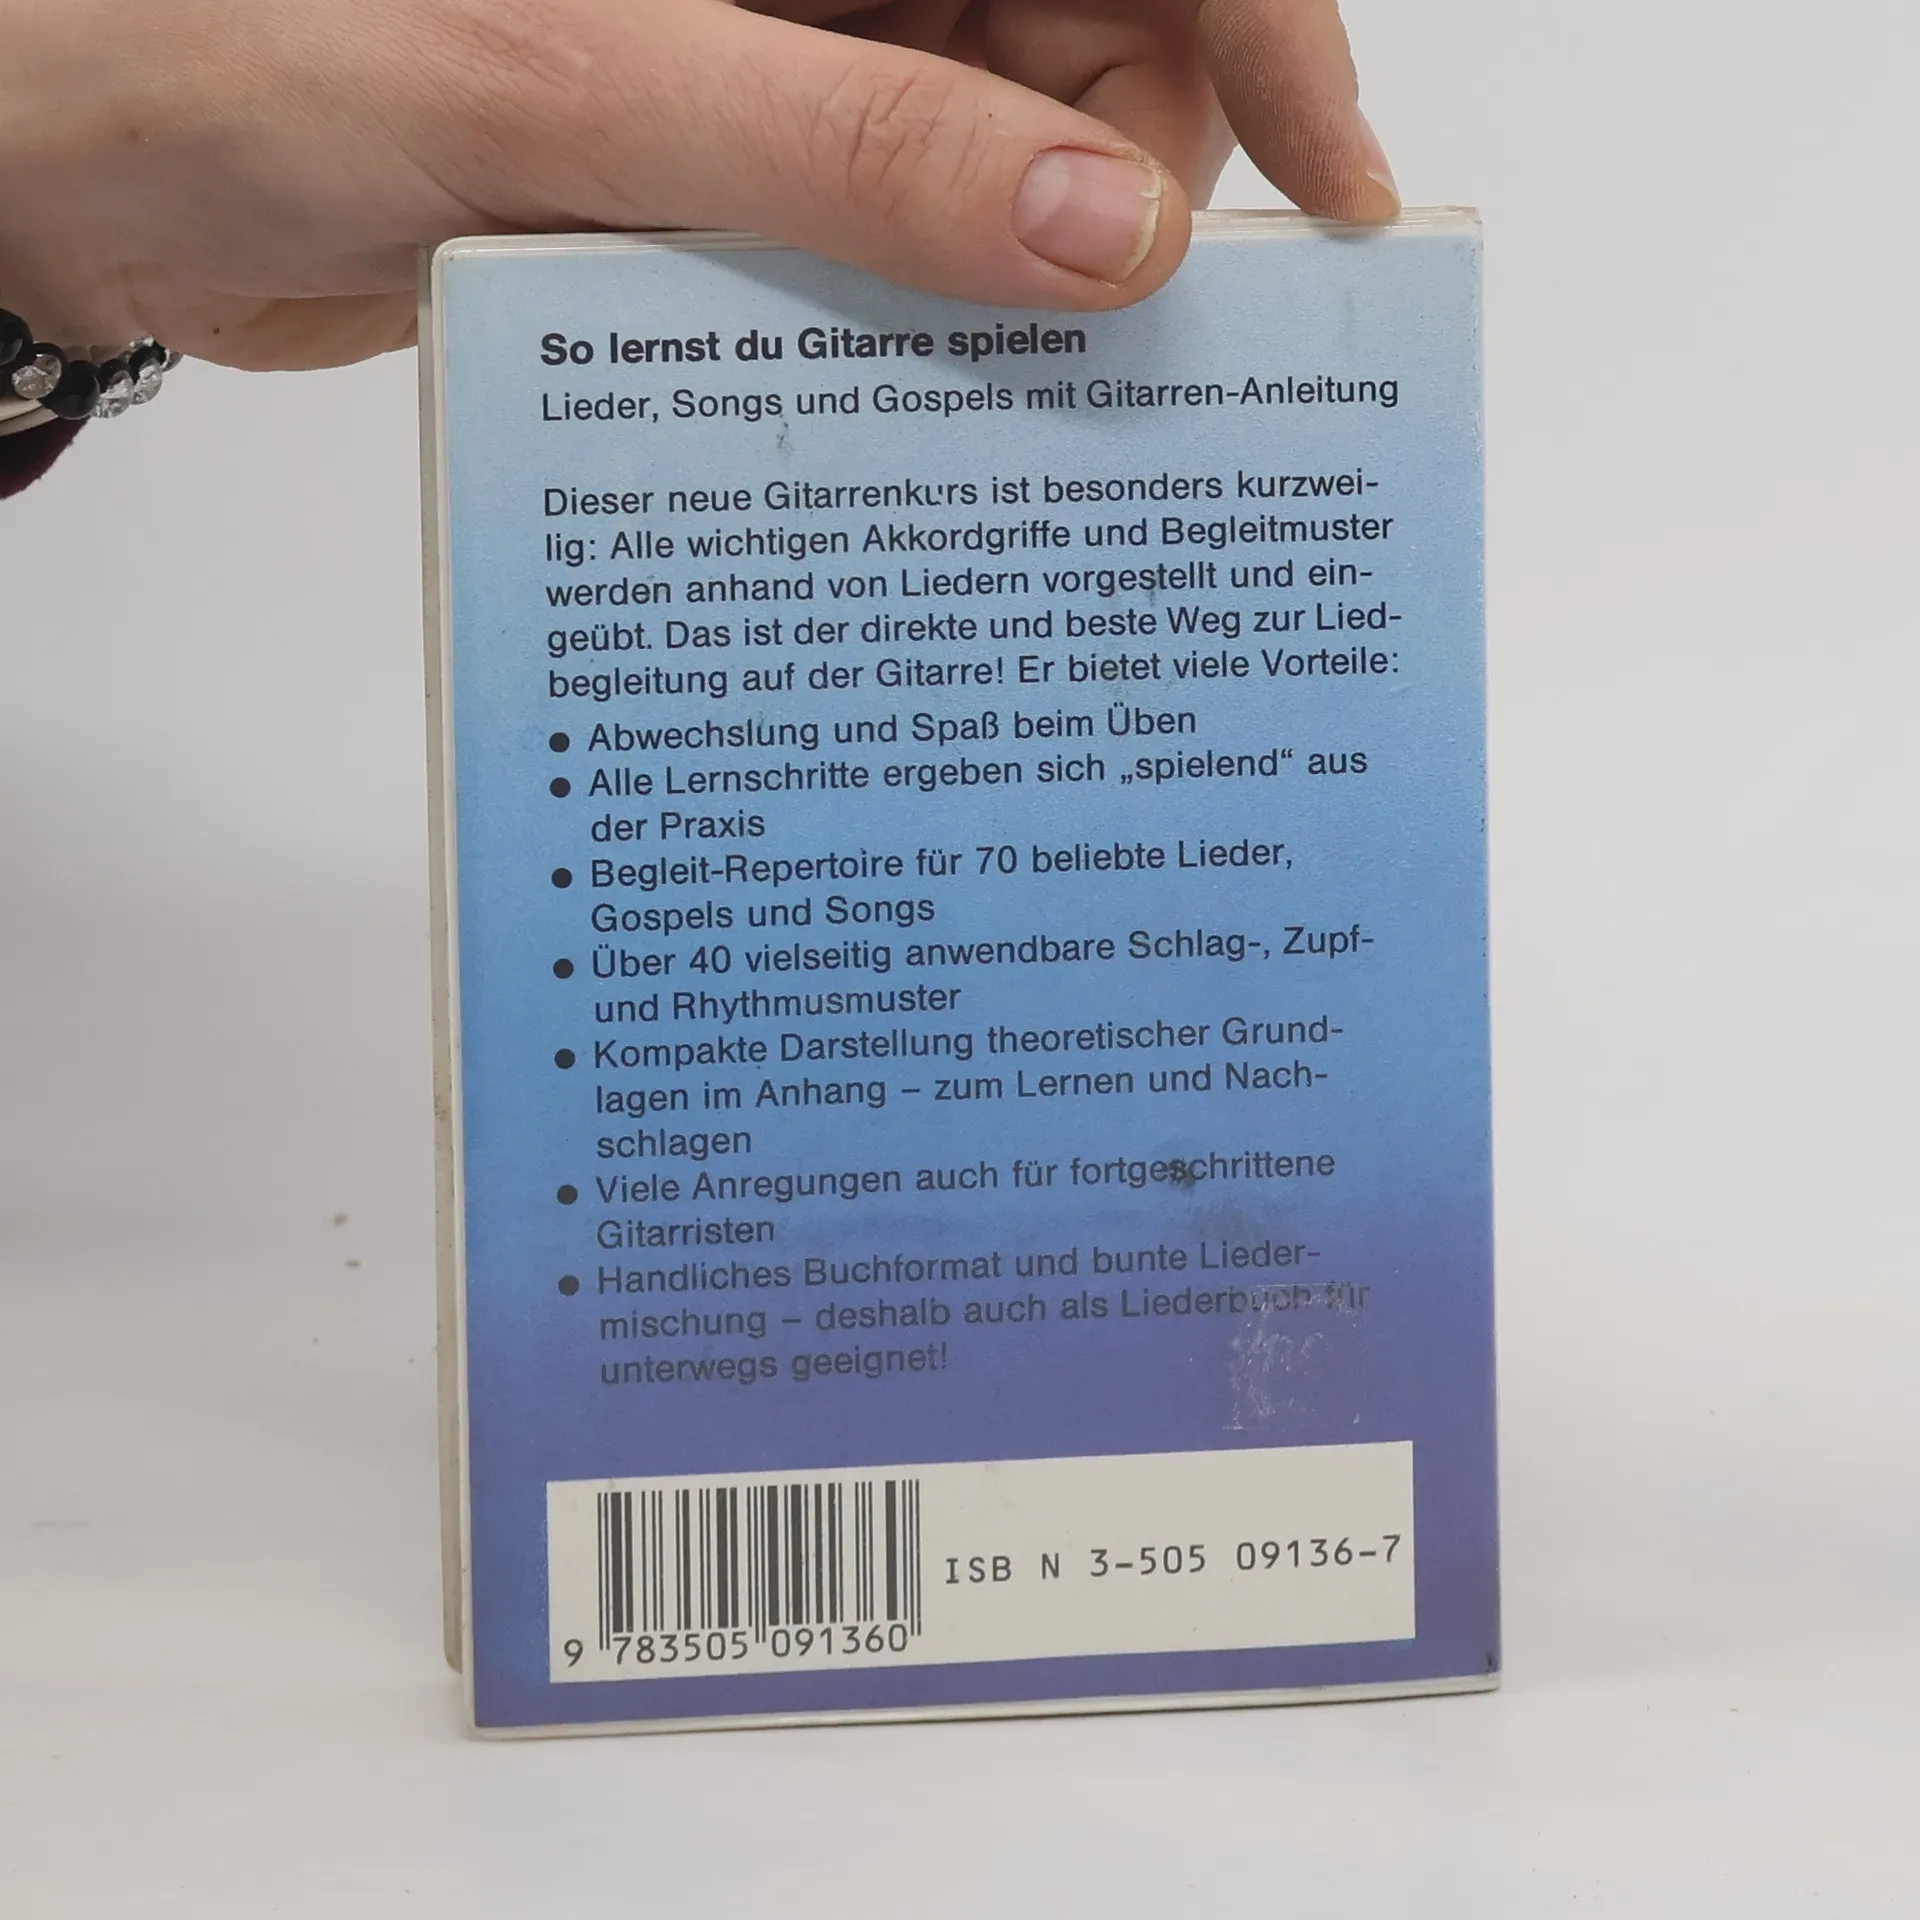 So lernst du Gitarre spielen
Lieder, Songs und Gospels mit Gitarren-Anleitung
Dieser neue Gitarrenkurs ist besonders kurzwei-
lig: Alle wichtigen Akkordgriffe und Begleitmuster
werden anhand von Liedern vorgestellt und ein-
geübt. Das ist der direkte und beste Weg zur Lied-
begleitung auf der Gitarre! Er bietet viele Vorteile:
● Abwechslung und Spaß beim Üben
● Alle Lernschritte ergeben sich „spielend“ aus
der Praxis
● Begleit-Repertoire für 70 beliebte Lieder,
Gospels und Songs
● Über 40 vielseitig anwendbare Schlag-, Zupf-
und Rhythmusmuster
● Kompakte Darstellung theoretischer Grund-
lagen im Anhang – zum Lernen und Nach-
schlagen
● Viele Anregungen auch für fortgeschrittene
Gitarristen
● Handliches Buchformat und bunte Lieder-
mischung – deshalb auch als Liederbuch für
unterwegs geeignet!
ISB N 3-505 09136-7
9 783505 091360